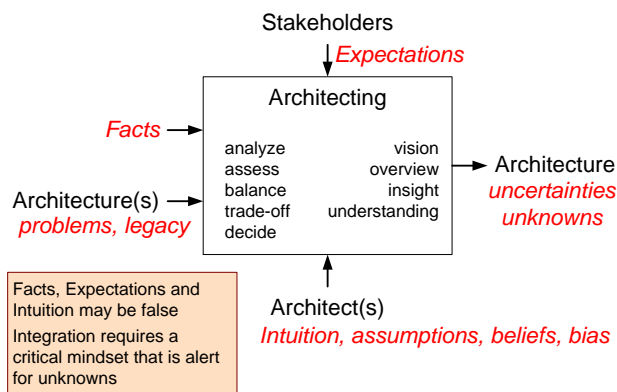 Stakeholders
Expectations
Architecting
Facts
analyze
assess
balance
trade-off
decide
vision
overview
insight
understanding
Architecture(s)
problems, legacy
Architecture
uncertainties
unknowns
Architect(s)
Intuition, assumptions, beliefs, bias
Facts, Expectations and
Intuition may be false
Integration requires a
critical mindset that is alert
for unknowns